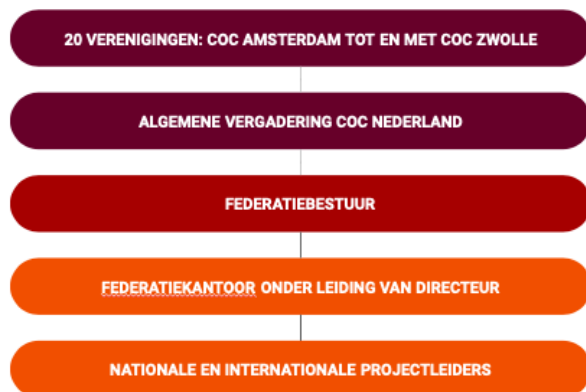 20 VERENIGINGEN: COC AMSTERDAM TOT EN MET COC ZWOLLE
ALGEMENE VERGADERING COC NEDERLAND
FEDERATIEBESTUUR
FEDERATIEKANTOOR ONDER LEIDING VAN DIRECTEUR
NATIONALE EN INTERNATIONALE PROJECTLEIDERS